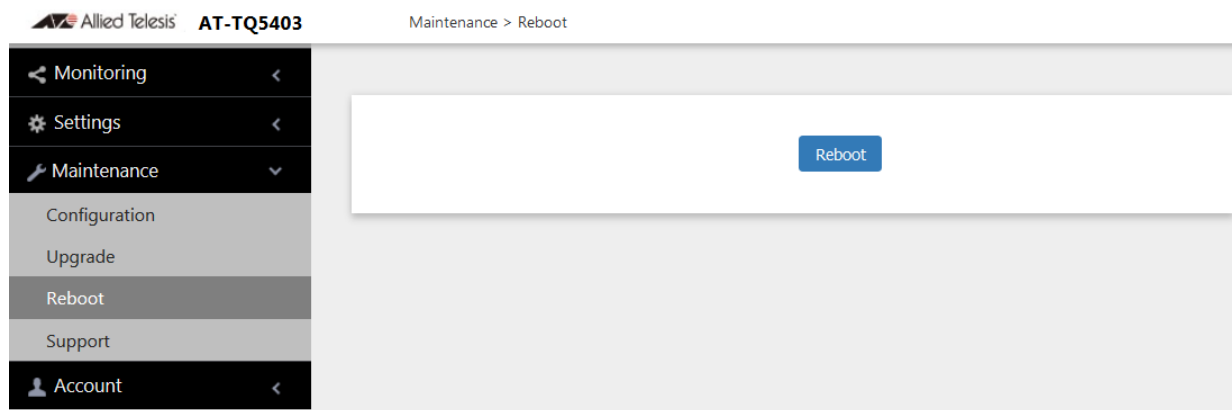 Allied Telesis AT-TQ5403 Maintenance > Reboot
Monitoring
Settings
Maintenance
Configuration
Upgrade
Reboot
Support
Account
Reboot